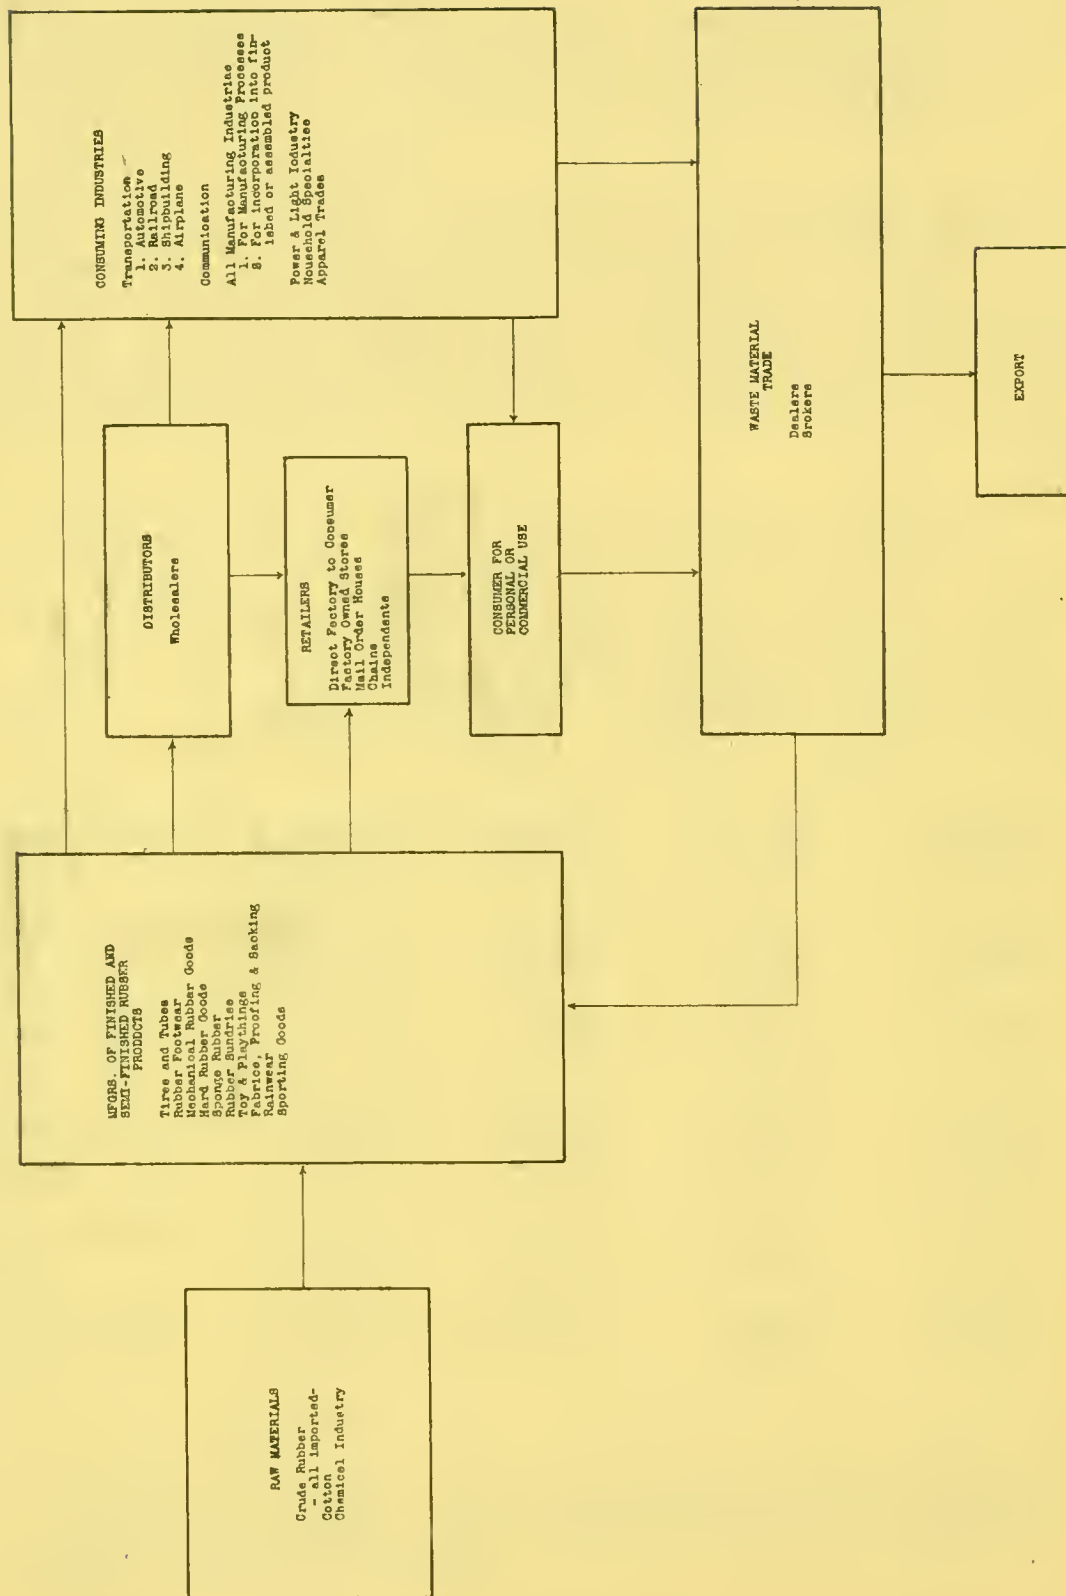 RAW MATERIALS
Crude Rubber
- all imported-
Cotton
Chemical Industry
MFGRS. OF FINISHED AND
SEMI-FINISHED RUBBER
PRODUCTS
Tires and Tubes
Rubber Footwear
Mechanical Rubber Goods
Hard Rubber Goods
Sponge Rubber
Rubber Sundries
Toy & Playthings
Fabrics, Proofing & Sacking
Rainwear
Sporting Goods
DISTRIBUTORS
Wholesalers
RETAILERS
Direct Factory to Consumer
Factory Owned Stores
Mail Order Houses
Chains
Independents
CONSUMER FOR
PERSONAL OR
COMMERCIAL USE
CONSUMING INDUSTRIES
Transportation -
1. Automotive
2. Railroad
3. Shipbuilding
4. Airplane
Communication
All Manufacturing Industries
1. For Manufacturing Processes
2. For incorporation into fin-
ished or assembled product
Power & Light Industry
Household Specialties
Apparel Trades
WASTE MATERIAL
TRADE
Dealers
Brokers
EXPORT